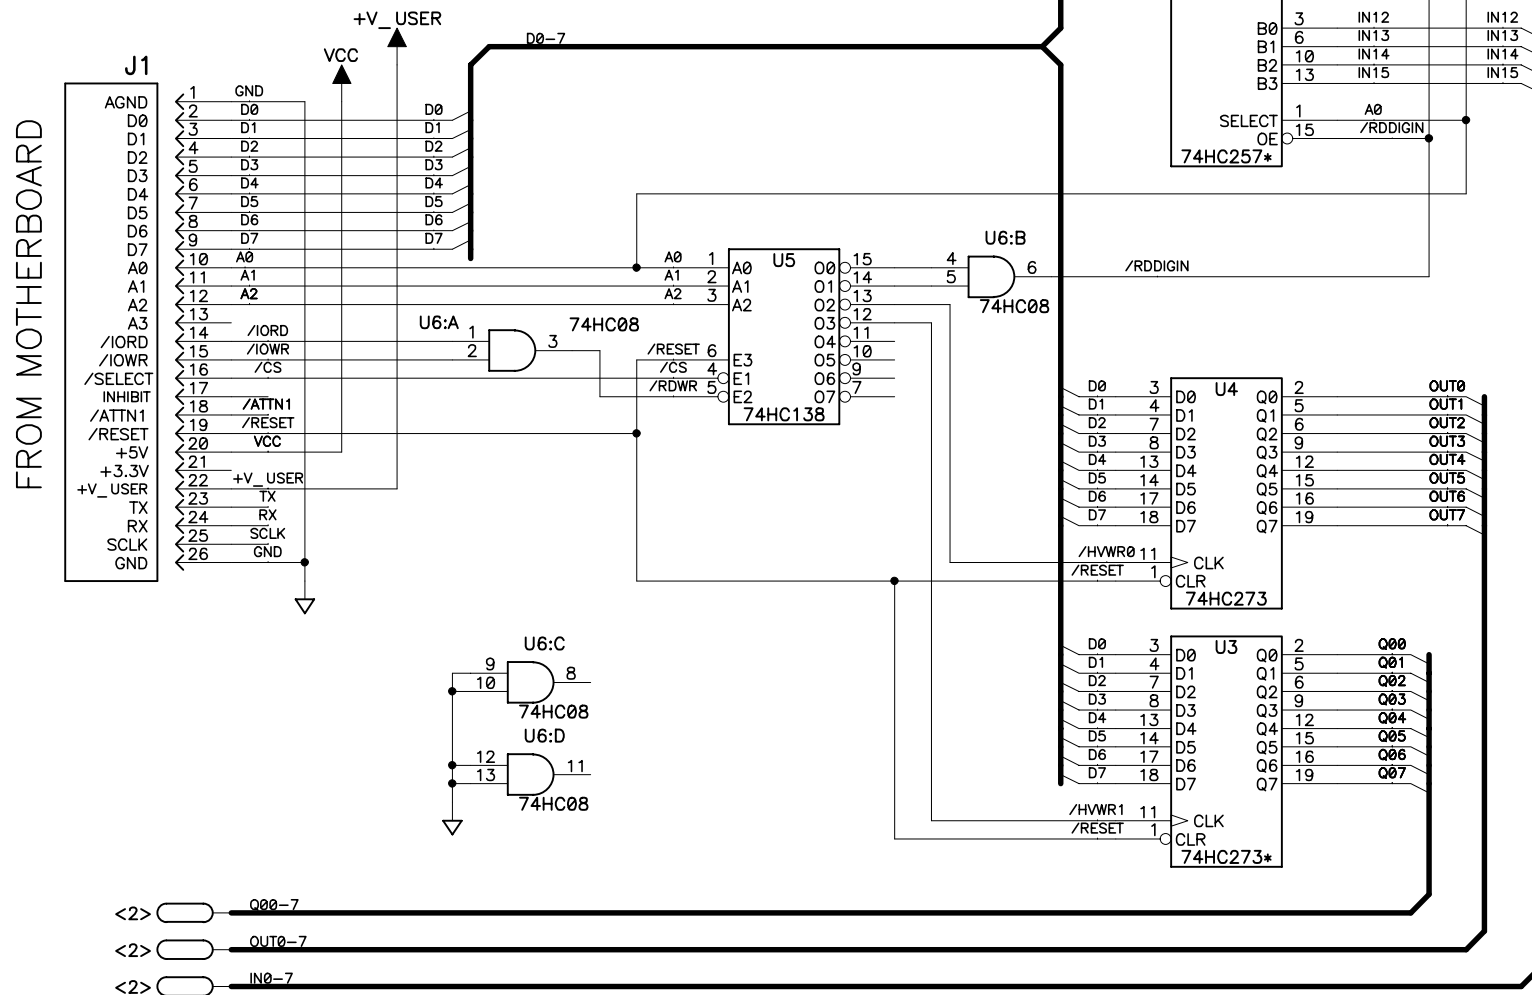 +V_USER
VCC
D0-7
J1
FROM MOTHERBOARD
AGND 1 GND
D0 2 D0 D0
D1 3 D1 D1
D2 4 D2 D2
D3 5 D3 D3
D4 6 D4 D4
D5 7 D5 D5
D6 8 D6 D6
D7 9 D7 D7
A0 10 A0
A1 11 A1
A2 12 A2
A3 13
/IORD 14 /IORD
/IOWR 15 /IOWR
/SELECT 16 /CS
INHIBIT 17
/ATTN1 18 /ATTN1
/RESET 19 /RESET
+5V 20 VCC
+3.3V 21
+V_USER 22 +V_USER
TX 23 TX
RX 24 RX
SCLK 25 SCLK
GND 26 GND
U6:A
1
2
3
74HC08
U5
A0 1 A0 O0 15
A1 2 A1 O1 14
A2 3 A2 O2 13
O3 12
O4 11
/RESET 6 E3 O5 10
/CS 4 E1 O6 9
/RDWR 5 E2 O7 7
74HC138
U6:B
4
5
6
74HC08
/RDDIGIN
B0 3 IN12 IN12
B1 6 IN13 IN13
B2 10 IN14 IN14
B3 13 IN15 IN15
SELECT 1 A0
OE 15 /RDDIGIN
74HC257*
U4
D0 3 D0 Q0 2 OUT0
D1 4 D1 Q1 5 OUT1
D2 7 D2 Q2 6 OUT2
D3 8 D3 Q3 9 OUT3
D4 13 D4 Q4 12 OUT4
D5 14 D5 Q5 15 OUT5
D6 17 D6 Q6 16 OUT6
D7 18 D7 Q7 19 OUT7
/HVWR0 11 CLK
/RESET 1 CLR
74HC273
U3
D0 3 D0 Q0 2 Q00
D1 4 D1 Q1 5 Q01
D2 7 D2 Q2 6 Q02
D3 8 D3 Q3 9 Q03
D4 13 D4 Q4 12 Q04
D5 14 D5 Q5 15 Q05
D6 17 D6 Q6 16 Q06
D7 18 D7 Q7 19 Q07
/HVWR1 11 CLK
/RESET 1 CLR
74HC273*
U6:C
9
10
8
74HC08
U6:D
12
13
11
74HC08
<2> Q00-7
<2> OUT0-7
<2> IN0-7